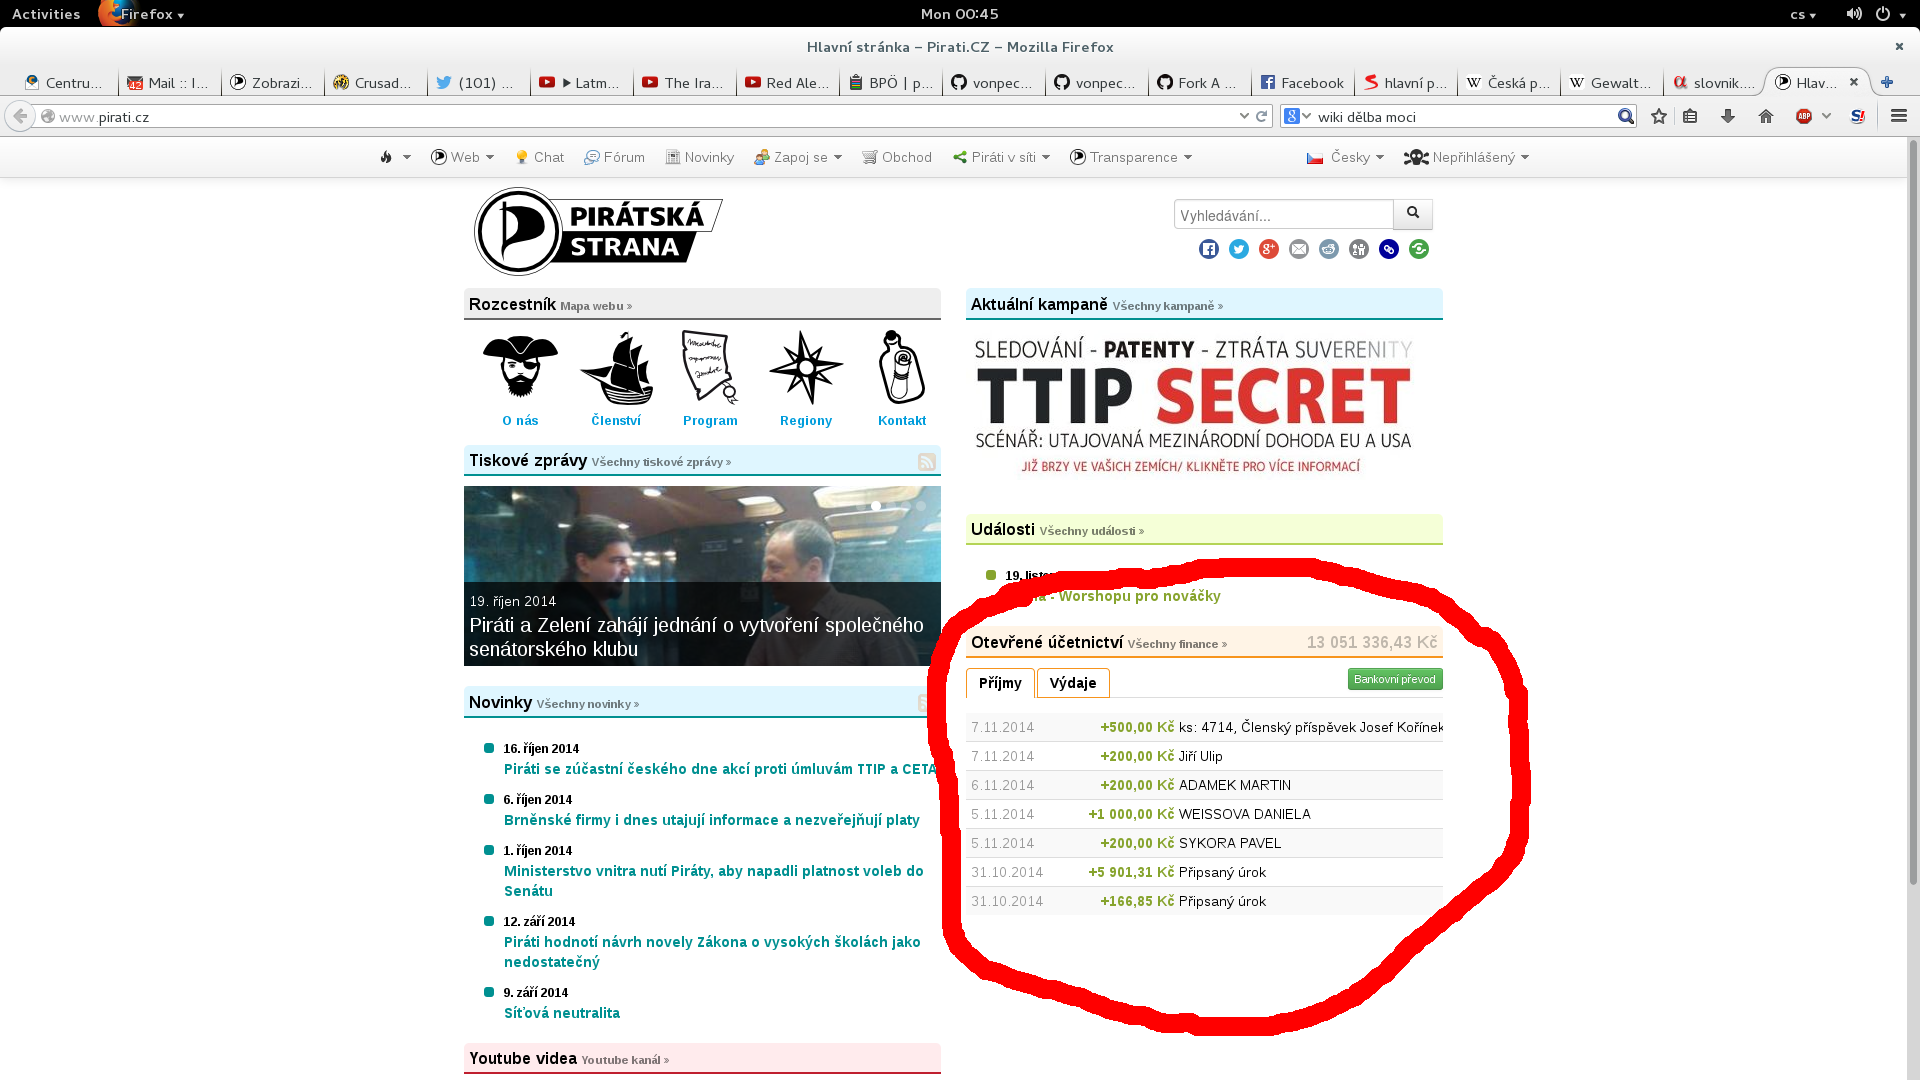 Activities Firefox Mon 00:45 cs
Hlavní stránka – Pirati.CZ – Mozilla Firefox
Centru... Mail :: I... Zobrazi... Crusad... (101) ... Latm... The Ira... Red Ale... BPÖ | p... vonpec... vonpec... Fork A ... Facebook hlavní p... Česká p... Gewalt... slovnik.... Hlav...
www.pirati.cz wiki dělba moci
Web Chat Fórum Novinky Zapoj se Obchod Piráti v síti Transparence Česky Nepřihlášený
PIRÁTSKÁ
STRANA
Vyhledávání...
Rozcestník Mapa webu »
O nás Členství Program Regiony Kontakt
Tiskové zprávy Všechny tiskové zprávy »
19. říjen 2014
Piráti a Zelení zahájí jednání o vytvoření společného
senátorského klubu
Novinky Všechny novinky »
16. říjen 2014
Piráti se zúčastní českého dne akcí proti úmluvám TTIP a CETA
6. říjen 2014
Brněnské firmy i dnes utajují informace a nezveřejňují platy
1. říjen 2014
Ministerstvo vnitra nutí Piráty, aby napadli platnost voleb do
Senátu
12. září 2014
Piráti hodnotí návrh novely Zákona o vysokých školách jako
nedostatečný
9. září 2014
Síťová neutralita
Youtube videa Youtube kanál »
Aktuální kampaně Všechny kampaně »
SLEDOVÁNÍ - PATENTY - ZTRÁTA SUVERENITY
TTIP SECRET
SCÉNÁŘ: UTAJOVANÁ MEZINÁRODNÍ DOHODA EU A USA
JIŽ BRZY VE VAŠICH ZEMÍCH/ KLIKNĚTE PRO VÍCE INFORMACÍ
Události Všechny události »
19.
- Worshopu pro nováčky
Otevřené účetnictví Všechny finance » 13 051 336,43 Kč
Příjmy Výdaje Bankovní převod
7.11.2014 +500,00 Kč ks: 4714, Členský příspěvek Josef Kořínek
7.11.2014 +200,00 Kč Jiří Ulip
6.11.2014 +200,00 Kč ADAMEK MARTIN
5.11.2014 +1 000,00 Kč WEISSOVA DANIELA
5.11.2014 +200,00 Kč SYKORA PAVEL
31.10.2014 +5 901,31 Kč Připsaný úrok
31.10.2014 +166,85 Kč Připsaný úrok